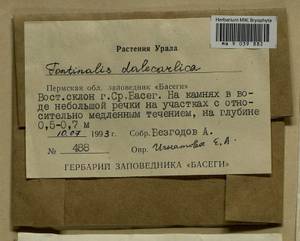 Herbarium MW, Bryophyta
MW 9 039 882
Растения Урала
Fontinalis dalecarlica
Пермская обл. заповедник «Басеги»
Вост.склон г.Ср.Басег. На камнях в во-
де небольшой речки на участках с отно-
сительно медленным течением, на глубине
0,5-0,7 м
10.07 1993г. Собр. Безгодов А.
№ 488 Опр. Игнатова Е.А.
ГЕРБАРИЙ ЗАПОВЕДНИКА «БАСЕГИ»